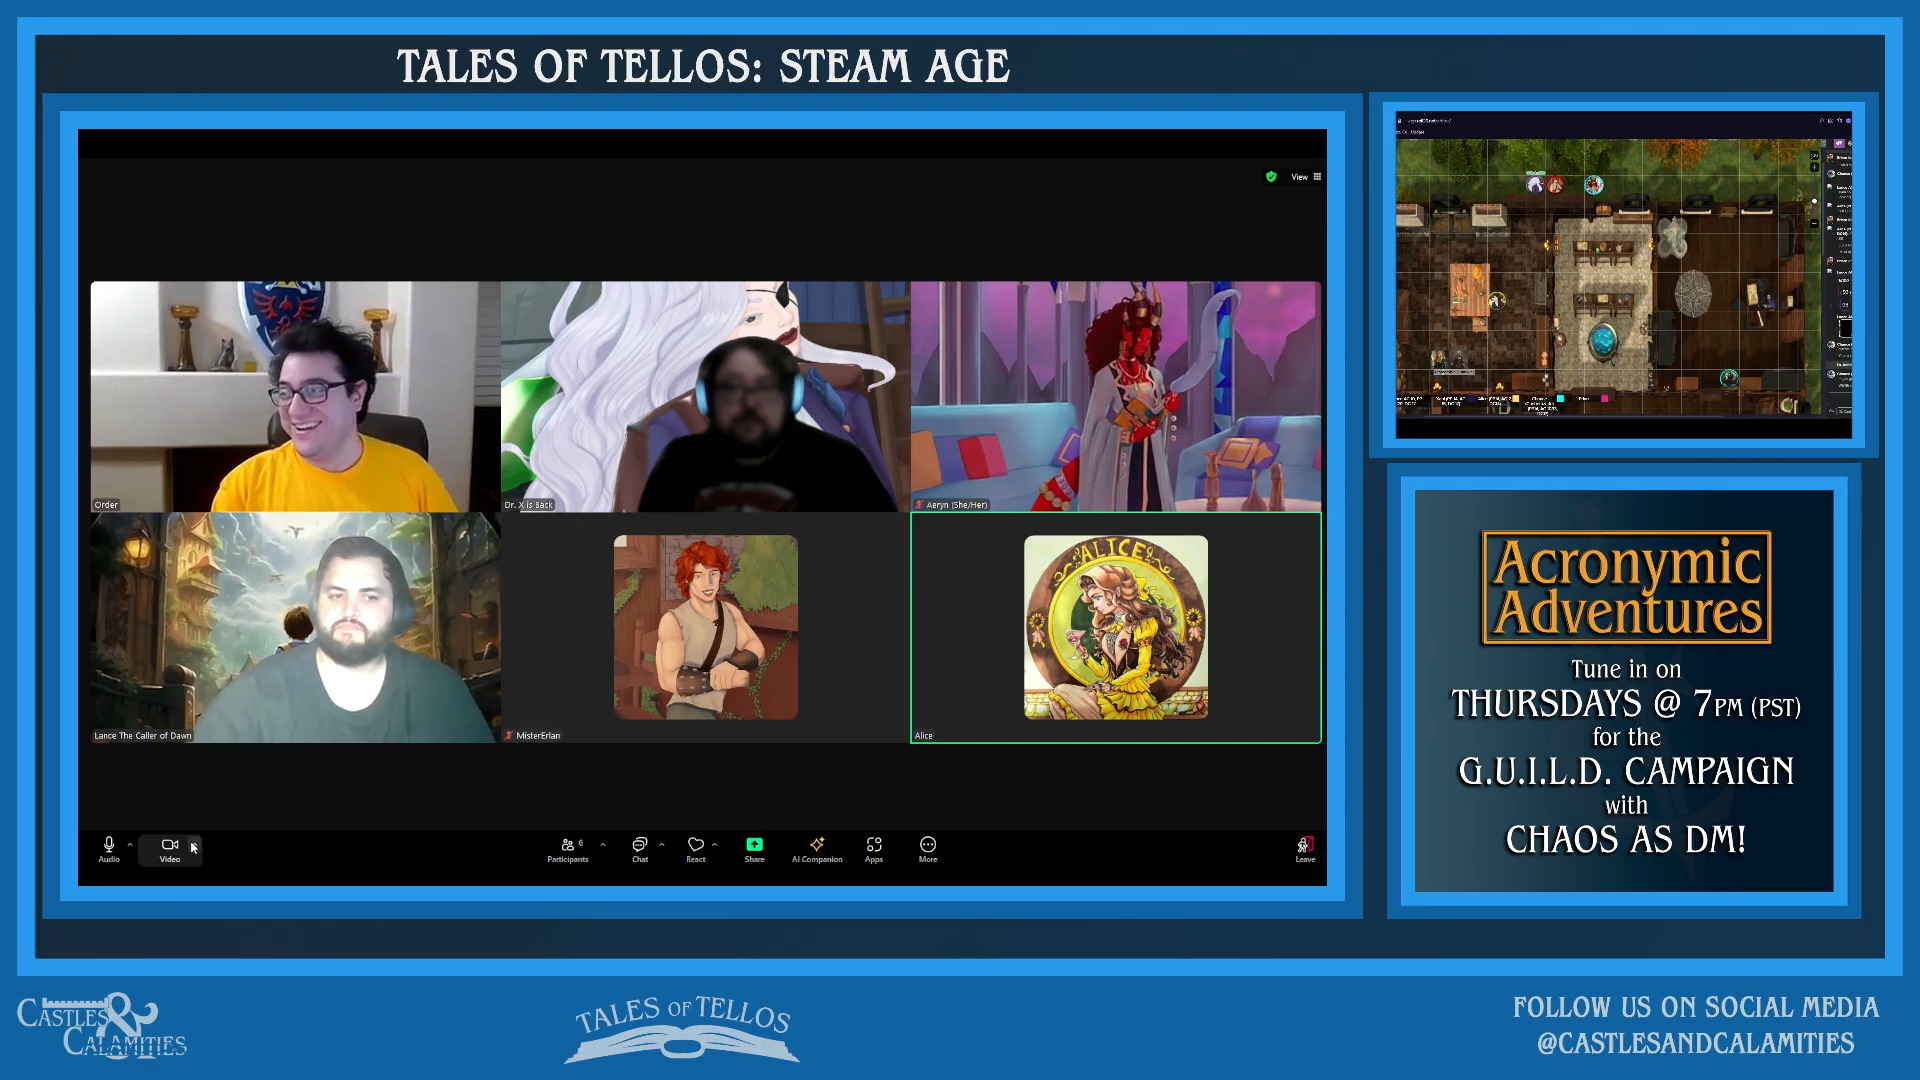 TALES OF TELLOS: STEAM AGE
View
Order
Dr. X is Back
Aeryn (She/Her)
Lance The Caller of Dawn
MisterErlan
ALICE
Alice
Audio
Video
Participants
6
Chat
React
Share
AI Companion
Apps
More
Leave
Acronymic
Adventures
Tune in on
THURSDAYS @ 7PM (PST)
for the
G.U.I.L.D. CAMPAIGN
with
CHAOS AS DM!
CASTLES &
CALAMITIES
TALES OF TELLOS
FOLLOW US ON SOCIAL MEDIA
@CASTLESANDCALAMITIES